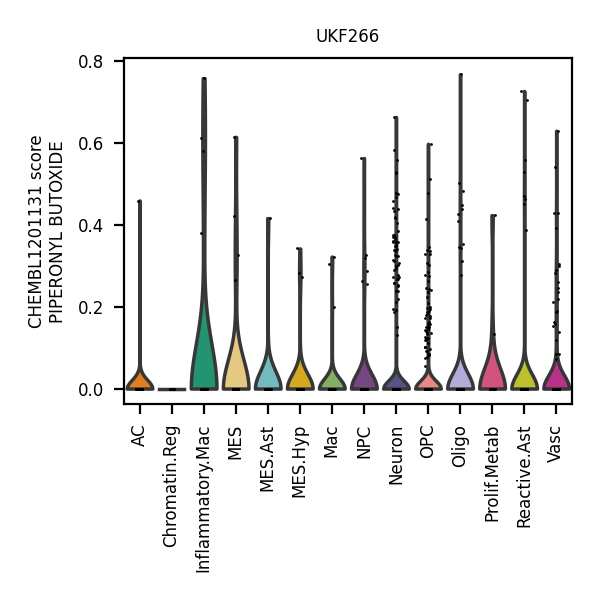 UKF266
CHEMBL1201131 score
PIPERONYL BUTOXIDE
0.8
0.6
0.4
0.2
0.0
AC
Chromatin.Reg
Inflammatory.Mac
MES
MES.Ast
MES.Hyp
Mac
NPC
Neuron
OPC
Oligo
Prolif.Metab
Reactive.Ast
Vasc